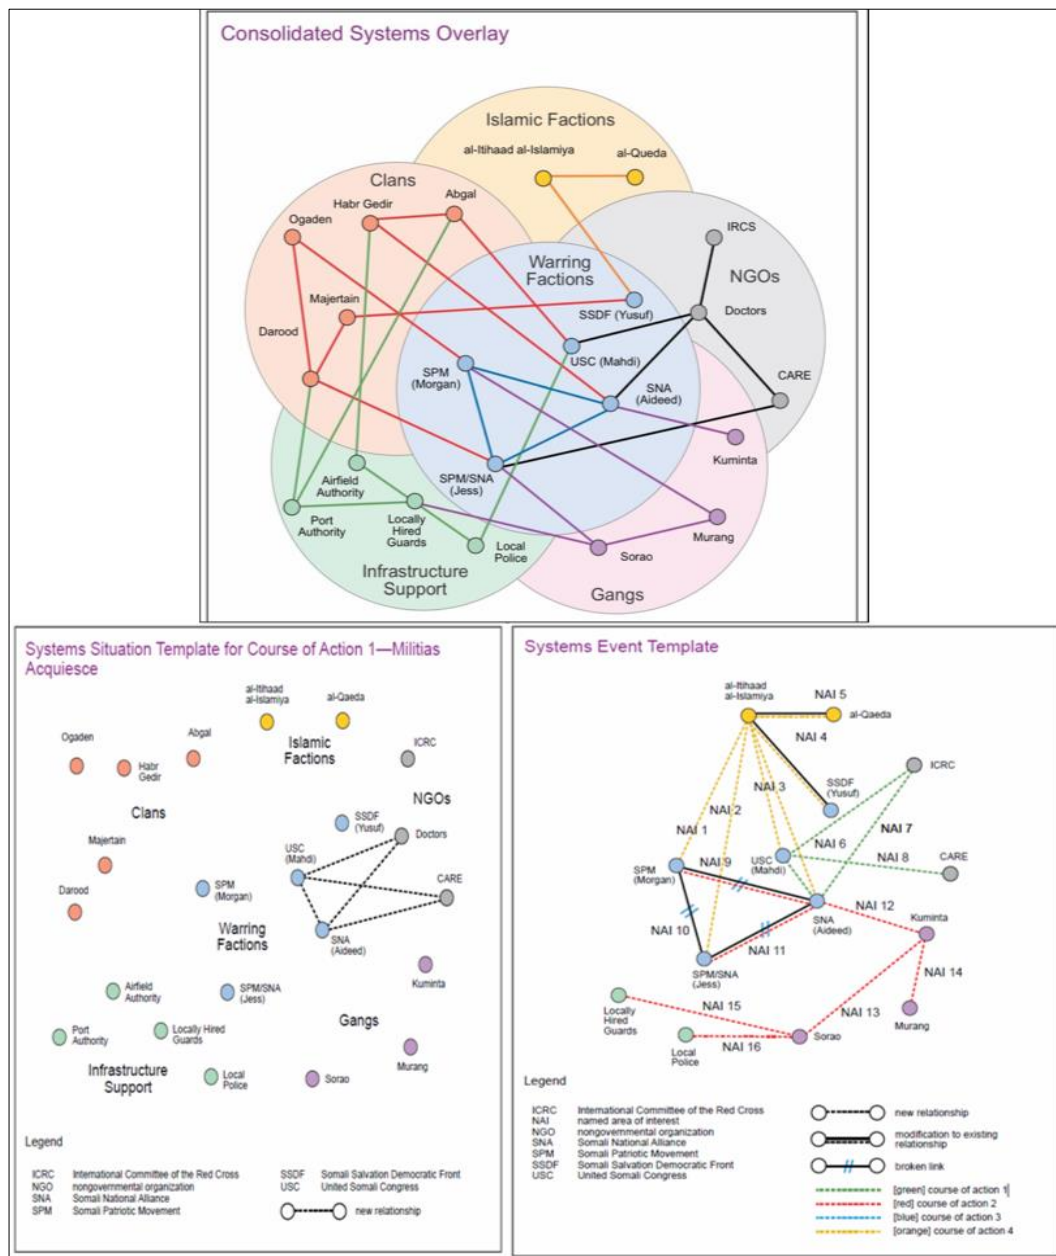 Consolidated Systems Overlay
Islamic Factions
al-Itihaad al-Islamiya
al-Queda
Clans
Habr Gedir
Abgal
Ogaden
IRCS
Warring
Factions
NGOs
Majertain
SSDF (Yusuf)
Doctors
Darood
USC (Mahdi)
SPM
(Morgan)
SNA
(Aideed)
CARE
Kuminta
SPM/SNA
(Jess)
Airfield
Authority
Port
Authority
Locally
Hired
Guards
Local
Police
Sorao
Murang
Infrastructure
Support
Gangs
Systems Situation Template for Course of Action 1—Militias
Acquiesce
al-Itihaad
al-Islamiya
al-Qaeda
Ogaden
Abgal
Habr
Gedir
Islamic
Factions
ICRC
Clans
NGOs
SSDF
(Yusuf)
Doctors
Majertain
USC
(Mahdi)
CARE
Darood
SPM
(Morgan)
Warring
Factions
SNA
(Aideed)
Kuminta
Airfield
Authority
SPM/SNA
(Jess)
Gangs
Port
Authority
Locally Hired
Guards
Murang
Infrastructure
Support
Local
Police
Sorao
Legend
ICRC International Committee of the Red Cross
NGO nongovernmental organization
SNA Somali National Alliance
SPM Somali Patriotic Movement
SSDF Somali Salvation Democratic Front
USC United Somali Congress
new relationship
Systems Event Template
al-Itihaad
al-Islamiya
NAI 5
al-Qaeda
NAI 4
ICRC
NAI 3
SSDF
(Yusuf)
NAI 2
NAI 1
NAI 6
NAI 7
NAI 9
USC
(Mahdi)
NAI 8
CARE
SPM
(Morgan)
NAI 12
Kuminta
SNA
(Aideed)
NAI 10
NAI 11
SPM/SNA
(Jess)
NAI 14
NAI 15
NAI 13
Locally
Hired
Guards
Murang
Local
Police
NAI 16
Sorao
Legend
ICRC International Committee of the Red Cross
NAI named area of interest
NGO nongovernmental organization
SNA Somali National Alliance
SPM Somali Patriotic Movement
SSDF Somali Salvation Democratic Front
USC United Somali Congress
new relationship
modification to existing
relationship
broken link
[green] course of action 1
[red] course of action 2
[blue] course of action 3
[orange] course of action 4